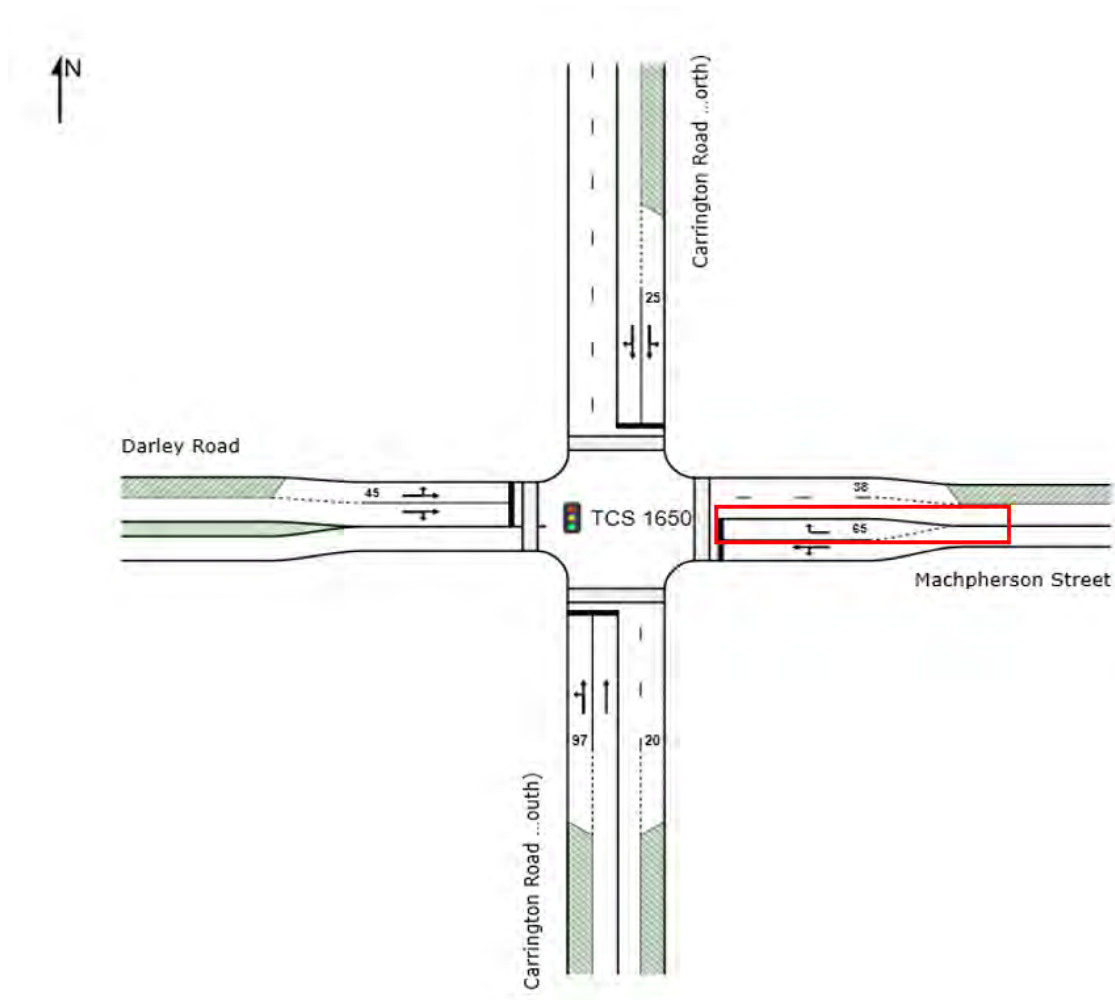 N
Carrington Road ...orth)
25
Darley Road
45
38
TCS 1650
65
Machpherson Street
97
20
Carrington Road ...outh)